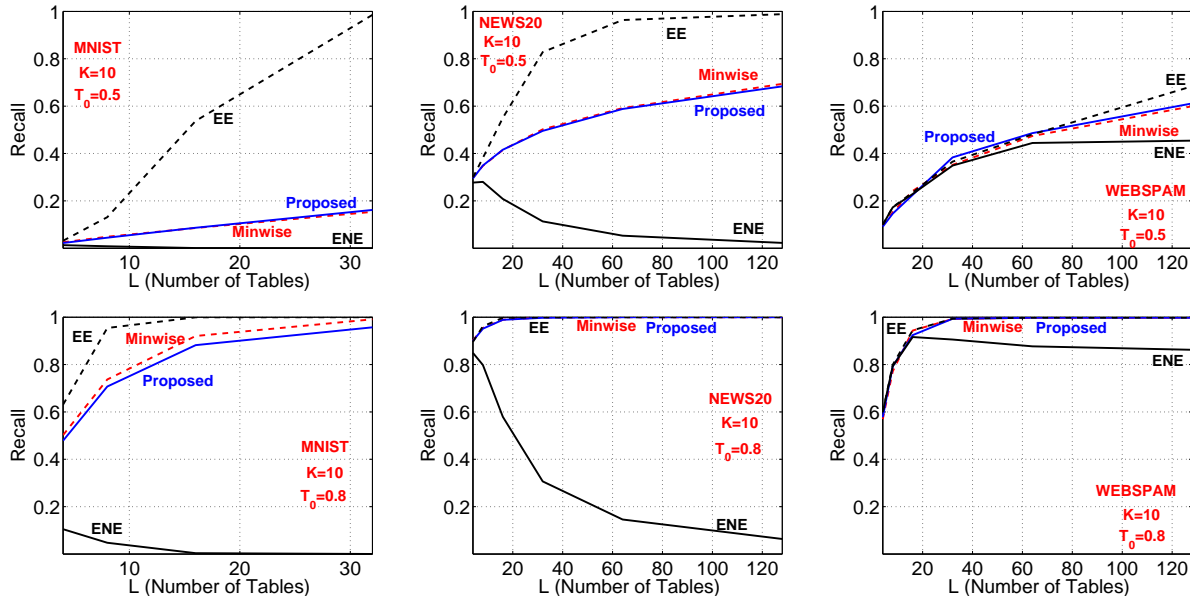 MNIST
K=10
T_0=0.5
EE
Proposed
Minwise
ENE
Recall
1
0.8
0.6
0.4
0.2
10 20 30
L (Number of Tables)
NEWS20
K=10
T_0=0.5
EE
Minwise
Proposed
ENE
Recall
1
0.8
0.6
0.4
0.2
20 40 60 80 100 120
L (Number of Tables)
EE
Proposed
Minwise
ENE
WEBSPAM
K=10
T_0=0.5
Recall
1
0.8
0.6
0.4
0.2
20 40 60 80 100 120
L (Number of Tables)
EE
Minwise
Proposed
MNIST
K=10
T_0=0.8
ENE
Recall
1
0.8
0.6
0.4
0.2
10 20 30
L (Number of Tables)
EE Minwise Proposed
NEWS20
K=10
T_0=0.8
ENE
Recall
1
0.8
0.6
0.4
0.2
20 40 60 80 100 120
L (Number of Tables)
EE Minwise Proposed
ENE
WEBSPAM
K=10
T_0=0.8
Recall
1
0.8
0.6
0.4
0.2
20 40 60 80 100 120
L (Number of Tables)